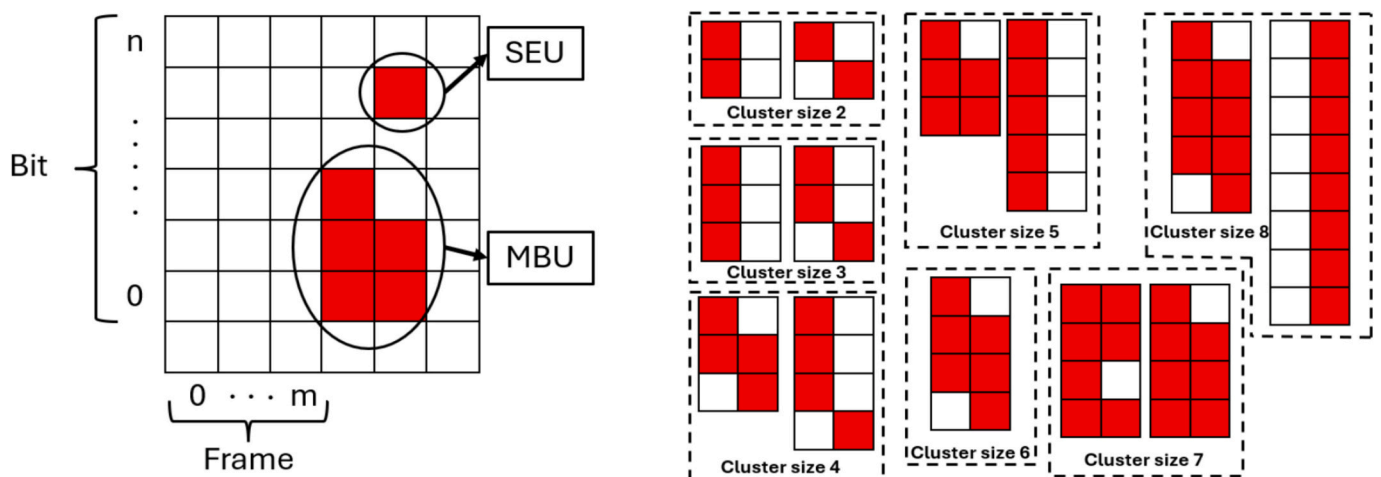 n
SEU
Bit
MBU
0
0 · · · m
Frame
Cluster size 2
Cluster size 3
Cluster size 4
Cluster size 5
Cluster size 6
Cluster size 7
Cluster size 8